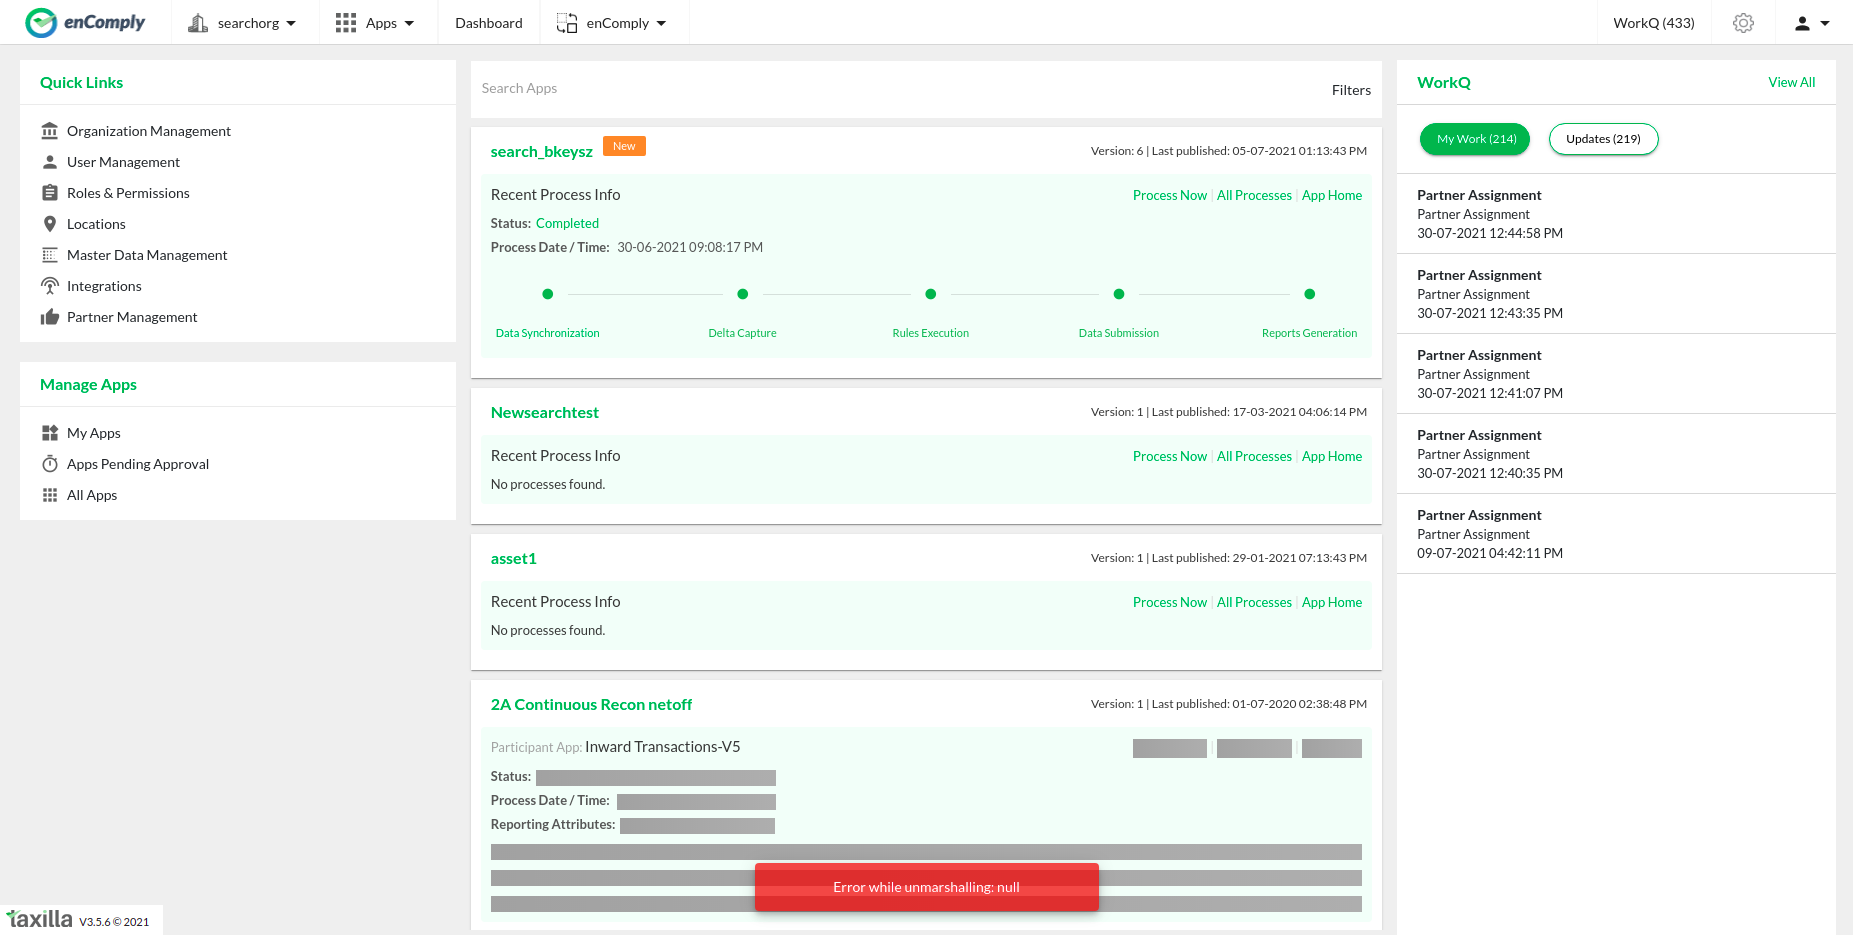 enComply
searchorg
Apps
Dashboard
enComply
WorkQ (433)
Quick Links
Organization Management
User Management
Roles & Permissions
Locations
Master Data Management
Integrations
Partner Management
Manage Apps
My Apps
Apps Pending Approval
All Apps
Search Apps
Filters
search_bkeysz New
Version: 6 | Last published: 05-07-2021 01:13:43 PM
Recent Process Info
Process Now | All Processes | App Home
Status: Completed
Process Date / Time: 30-06-2021 09:08:17 PM
Data Synchronization
Delta Capture
Rules Execution
Data Submission
Reports Generation
Newsearchtest
Version: 1 | Last published: 17-03-2021 04:06:14 PM
Recent Process Info
Process Now | All Processes | App Home
No processes found.
asset1
Version: 1 | Last published: 29-01-2021 07:13:43 PM
Recent Process Info
Process Now | All Processes | App Home
No processes found.
2A Continuous Recon netoff
Version: 1 | Last published: 01-07-2020 02:38:48 PM
Participant App: Inward Transactions-V5
Status:
Process Date / Time:
Reporting Attributes:
Error while unmarshalling: null
WorkQ
View All
My Work (214)
Updates (219)
Partner Assignment
Partner Assignment
30-07-2021 12:44:58 PM
Partner Assignment
Partner Assignment
30-07-2021 12:43:35 PM
Partner Assignment
Partner Assignment
30-07-2021 12:41:07 PM
Partner Assignment
Partner Assignment
30-07-2021 12:40:35 PM
Partner Assignment
Partner Assignment
09-07-2021 04:42:11 PM
taxilla V3.5.6 © 2021